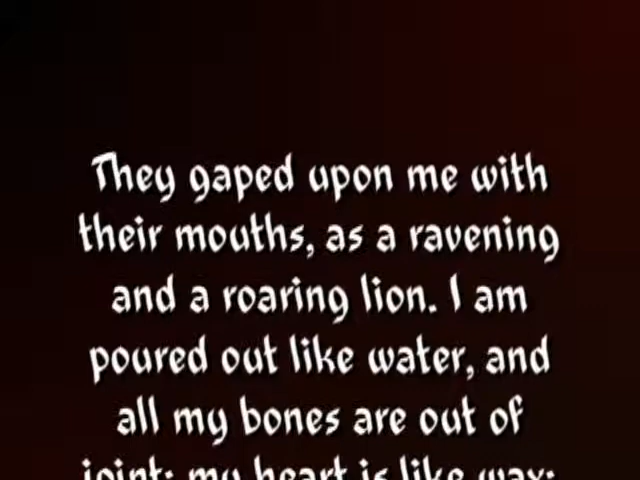 They gaped upon me with
their mouths, as a ravening
and a roaring lion. I am
poured out like water, and
all my bones are out of
joint: my heart is like wax;